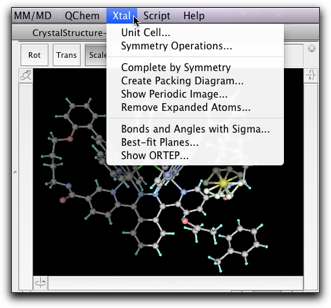 MM/MD QChem Xtal Script Help
CrystalStructure-
Rot Trans Scale
Unit Cell...
Symmetry Operations...
Complete by Symmetry
Create Packing Diagram...
Show Periodic Image...
Remove Expanded Atoms...
Bonds and Angles with Sigma...
Best-fit Planes...
Show ORTEP...